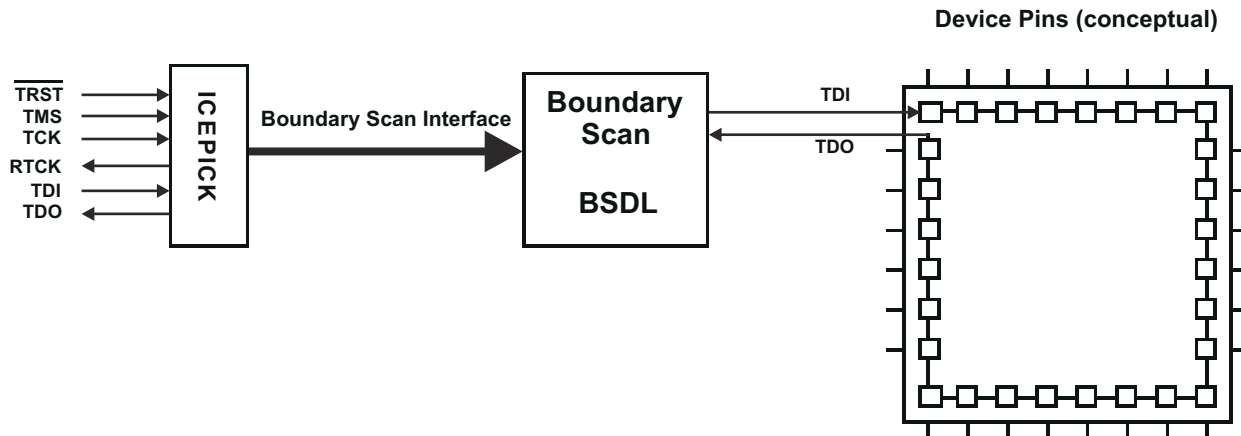 Device Pins (conceptual)
TRST
TMS
TCK
RTCK
TDI
TDO
ICEPICK
Boundary Scan Interface
Boundary
Scan
BSDL
TDI
TDO